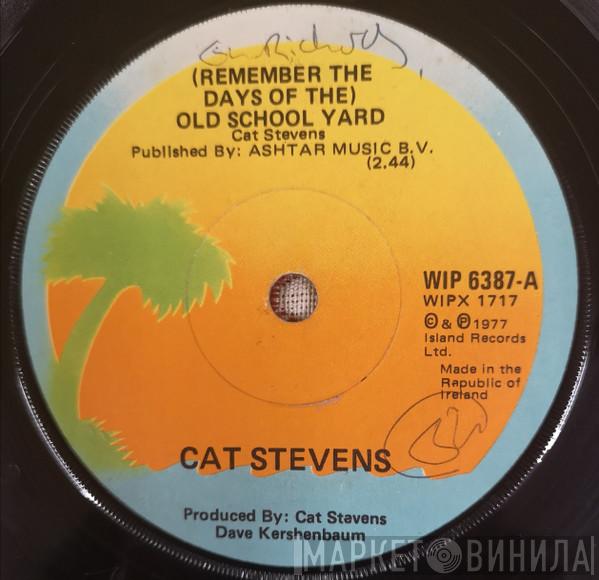 (REMEMBER THE
DAYS OF THE)
OLD SCHOOL YARD
Cat Stevens
Published By: ASHTAR MUSIC B.V.
(2.44)
WIP 6387-A
WIPX 1717
© & ℗ 1977
Island Records
Ltd.
Made in the
Republic of
Ireland
CAT STEVENS
Produced By: Cat Stevens
Dave Kershenbaum
МАРКЕТ ВИНИЛА